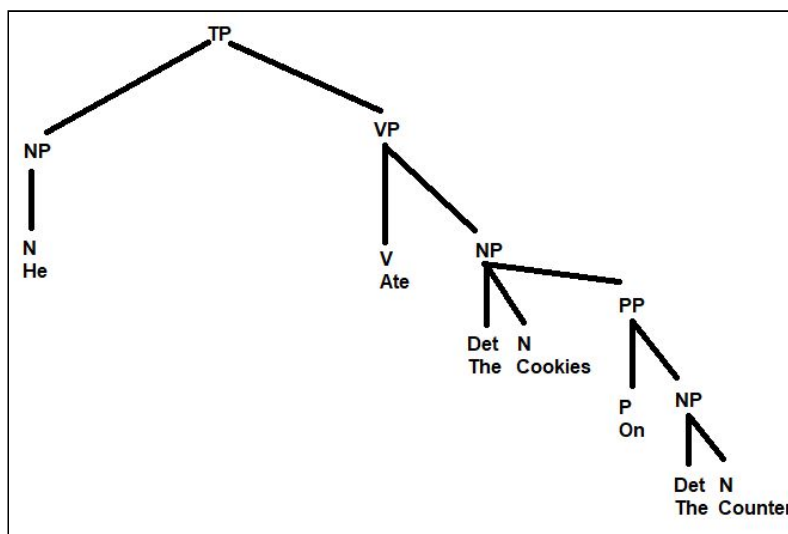 TP
VP
NP
N
He
NP
V
Ate
PP
Det N
The Cookies
P
On
NP
Det N
The Counter